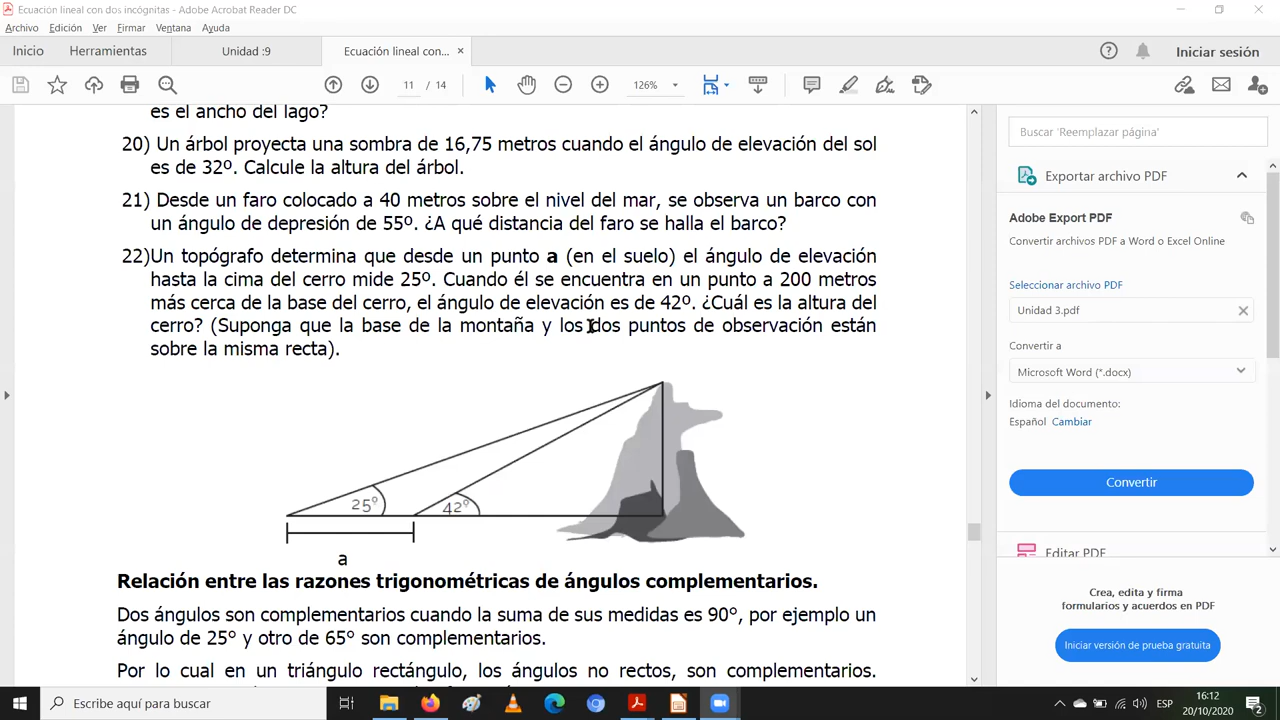 Ecuación lineal con dos incógnitas - Adobe Acrobat Reader DC
Archivo Edición Ver Firmar Ventana Ayuda
Inicio Herramientas Unidad :9 Ecuación lineal con... × Iniciar sesión
11 / 14 126%
es el ancho del lago?
20) Un árbol proyecta una sombra de 16,75 metros cuando el ángulo de elevación del sol
es de 32º. Calcule la altura del árbol.
21) Desde un faro colocado a 40 metros sobre el nivel del mar, se observa un barco con
un ángulo de depresión de 55º. ¿A qué distancia del faro se halla el barco?
22)Un topógrafo determina que desde un punto a (en el suelo) el ángulo de elevación
hasta la cima del cerro mide 25º. Cuando él se encuentra en un punto a 200 metros
más cerca de la base del cerro, el ángulo de elevación es de 42º. ¿Cuál es la altura del
cerro? (Suponga que la base de la montaña y los dos puntos de observación están
sobre la misma recta).
25º 42º
a
Relación entre las razones trigonométricas de ángulos complementarios.
Dos ángulos son complementarios cuando la suma de sus medidas es 90°, por ejemplo un
ángulo de 25° y otro de 65° son complementarios.
Por lo cual en un triángulo rectángulo, los ángulos no rectos, son complementarios.
Buscar 'Reemplazar página'
Exportar archivo PDF
Adobe Export PDF
Convertir archivos PDF a Word o Excel Online
Seleccionar archivo PDF
Unidad 3.pdf
Convertir a
Microsoft Word (*.docx)
Idioma del documento:
Español Cambiar
Convertir
Editar PDF
Crea, edita y firma
formularios y acuerdos en PDF
Iniciar versión de prueba gratuita
Escribe aquí para buscar
ESP
16:12
20/10/2020
2